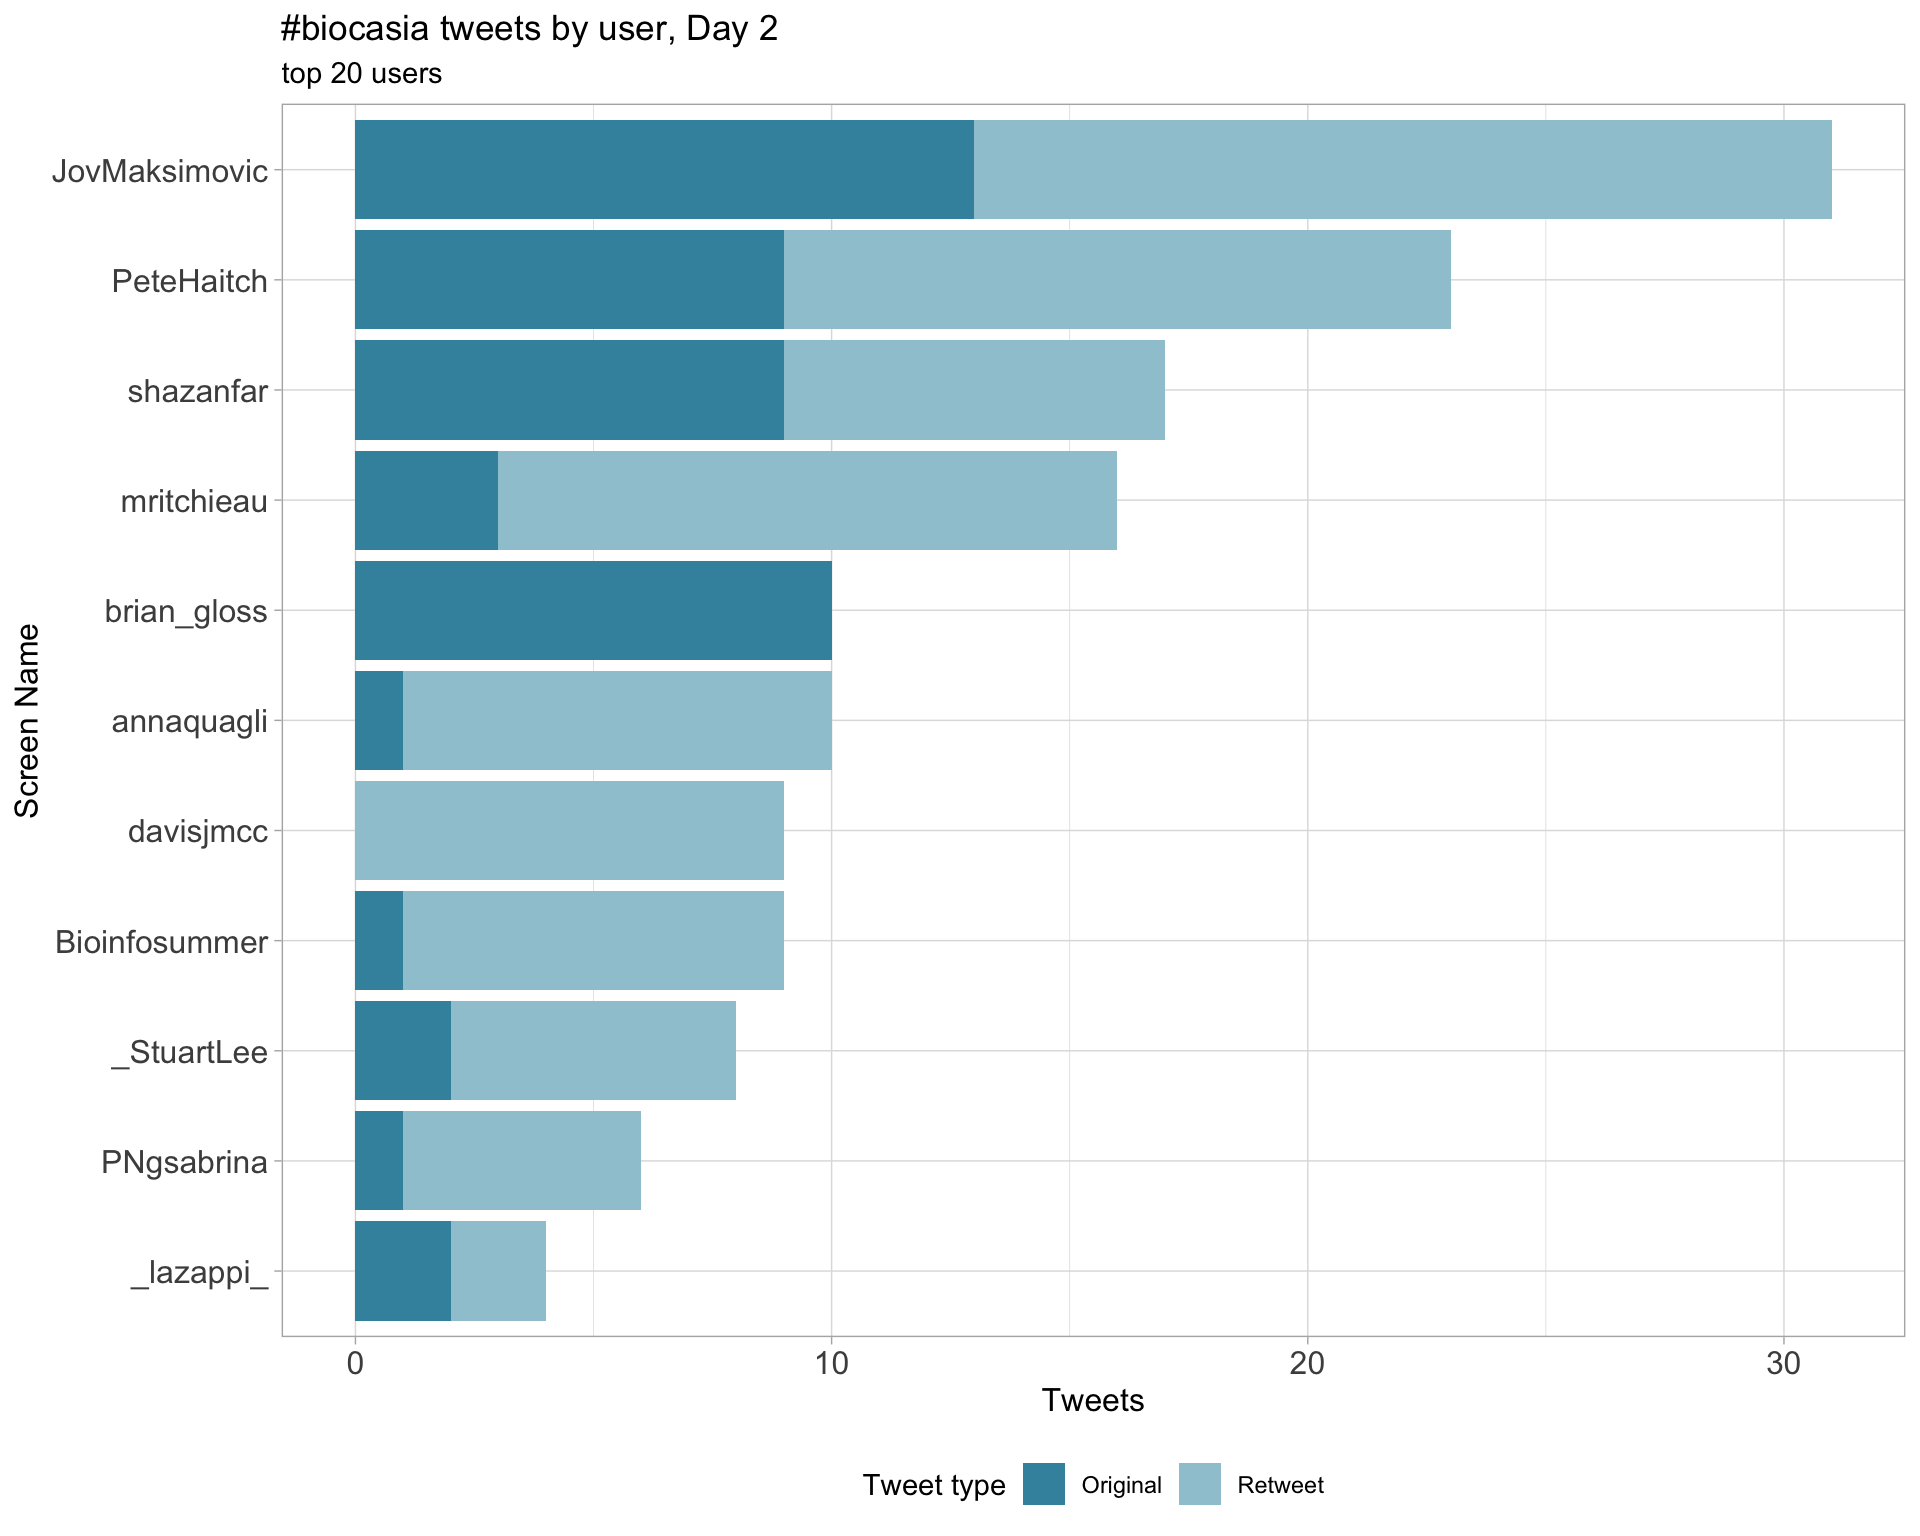 #biocasia tweets by user, Day 2
top 20 users
Screen Name
JovMaksimovic
PeteHaitch
shazanfar
mritchieau
brian_gloss
annaquagli
davisjmcc
Bioinfosummer
_StuartLee
PNgsabrina
_lazappi_
0 10 20 30
Tweets
Tweet type Original Retweet